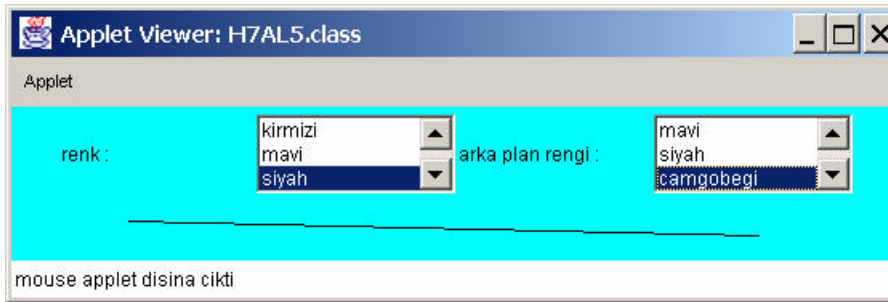 Applet Viewer: H7AL5.class
Applet
renk :
kirmizi
mavi
siyah
arka plan rengi :
mavi
siyah
camgobegi
mouse applet disina cikti